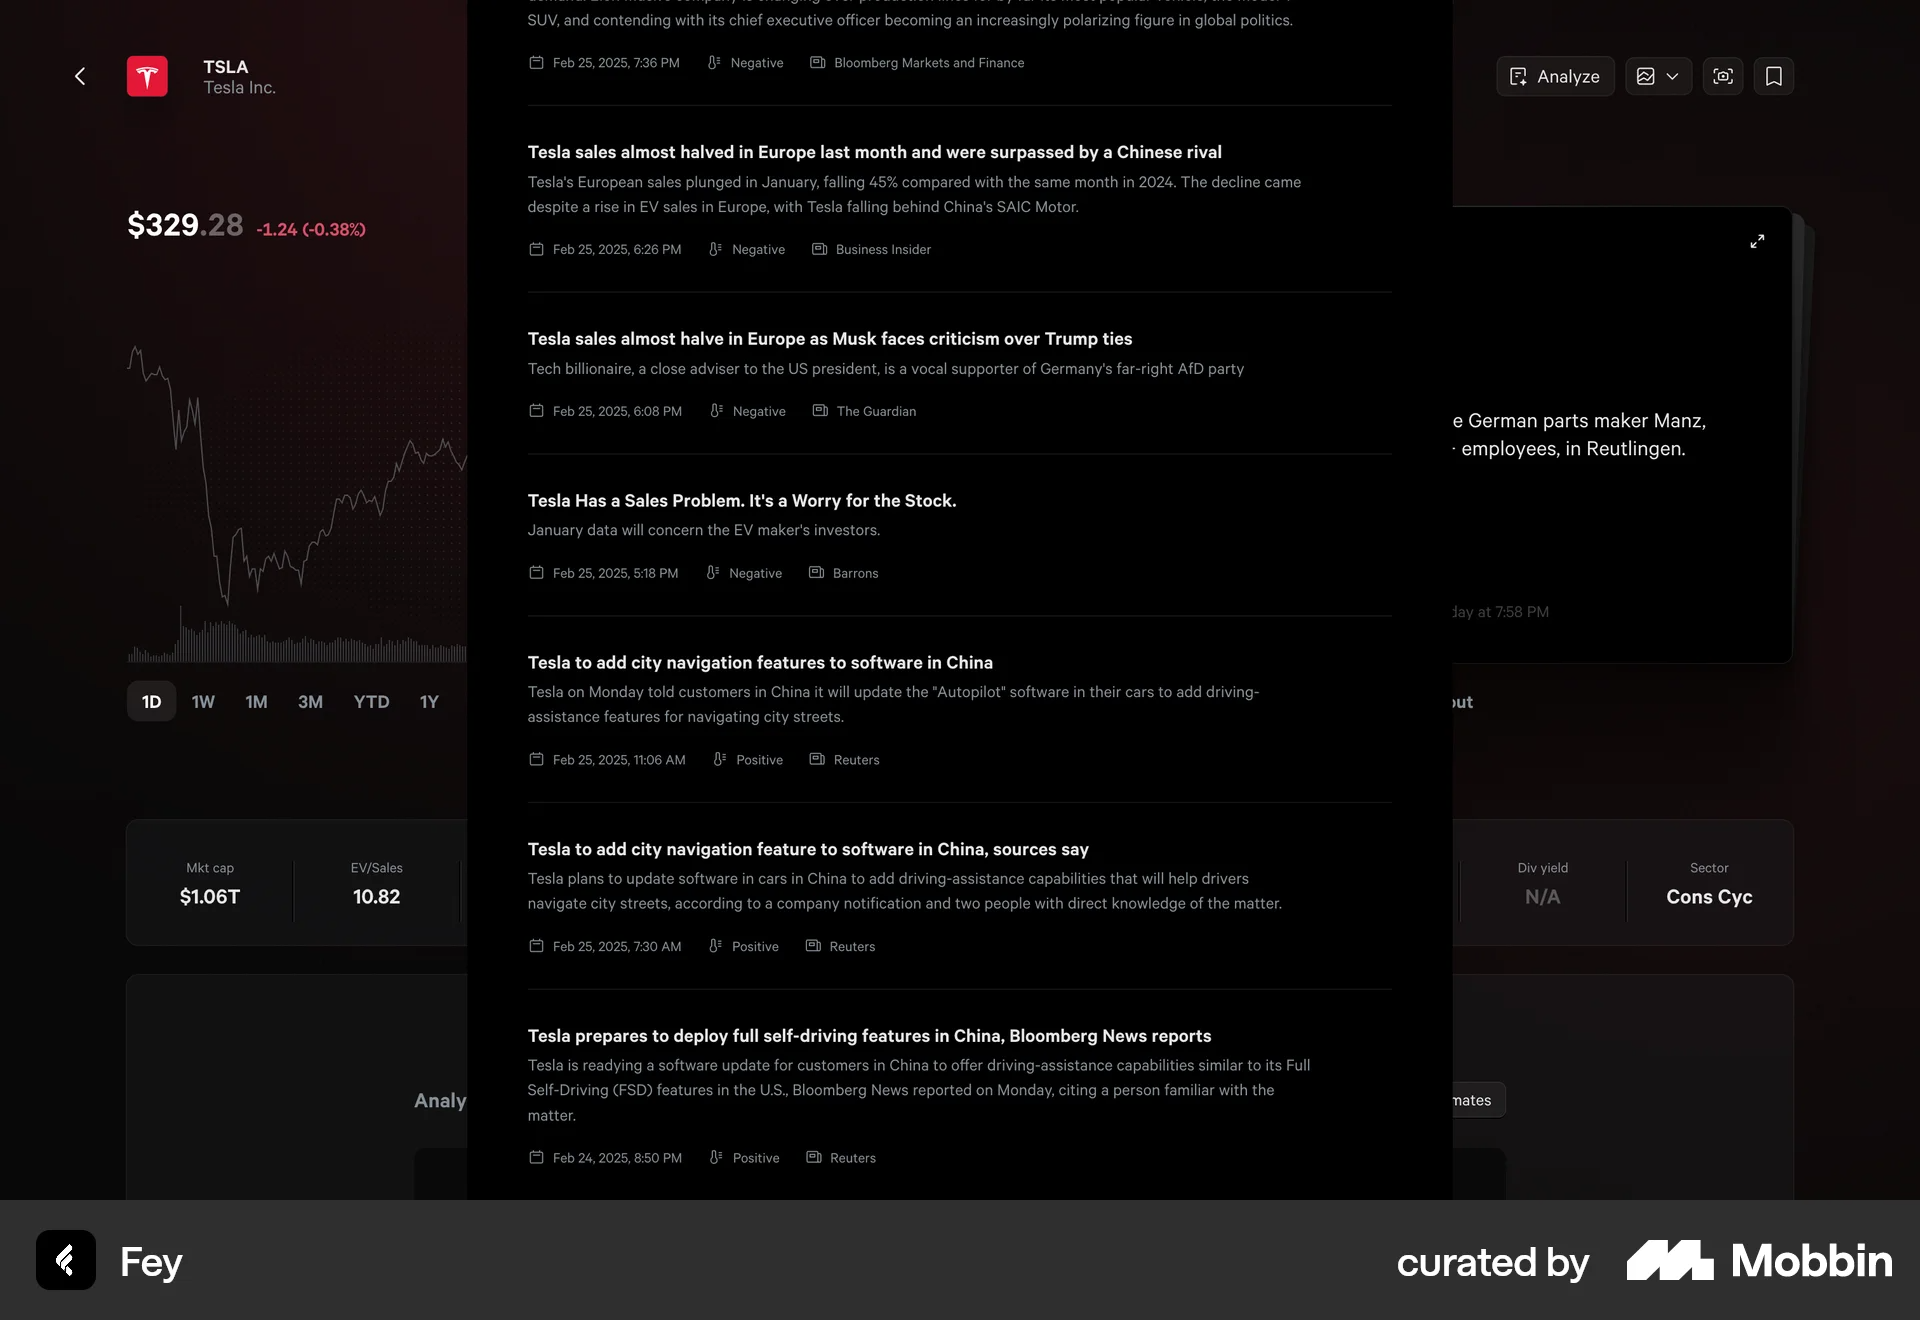 TSLA
Tesla Inc.
Analyze
$329.28 -1.24 (-0.38%)
1D 1W 1M 3M YTD 1Y
Mkt cap
$1.06T
EV/Sales
10.82
Analy
SUV, and contending with its chief executive officer becoming an increasingly polarizing figure in global politics.
Feb 25, 2025, 7:36 PM Negative Bloomberg Markets and Finance
Tesla sales almost halved in Europe last month and were surpassed by a Chinese rival
Tesla's European sales plunged in January, falling 45% compared with the same month in 2024. The decline came
despite a rise in EV sales in Europe, with Tesla falling behind China's SAIC Motor.
Feb 25, 2025, 6:26 PM Negative Business Insider
Tesla sales almost halve in Europe as Musk faces criticism over Trump ties
Tech billionaire, a close adviser to the US president, is a vocal supporter of Germany's far-right AfD party
Feb 25, 2025, 6:08 PM Negative The Guardian
Tesla Has a Sales Problem. It's a Worry for the Stock.
January data will concern the EV maker's investors.
Feb 25, 2025, 5:18 PM Negative Barrons
Tesla to add city navigation features to software in China
Tesla on Monday told customers in China it will update the "Autopilot" software in their cars to add driving-
assistance features for navigating city streets.
Feb 25, 2025, 11:06 AM Positive Reuters
Tesla to add city navigation feature to software in China, sources say
Tesla plans to update software in cars in China to add driving-assistance capabilities that will help drivers
navigate city streets, according to a company notification and two people with direct knowledge of the matter.
Feb 25, 2025, 7:30 AM Positive Reuters
Tesla prepares to deploy full self-driving features in China, Bloomberg News reports
Tesla is readying a software update for customers in China to offer driving-assistance capabilities similar to its Full
Self-Driving (FSD) features in the U.S., Bloomberg News reported on Monday, citing a person familiar with the
matter.
Feb 24, 2025, 8:50 PM Positive Reuters
e German parts maker Manz,
employees, in Reutlingen.
day at 7:58 PM
out
Div yield
N/A
Sector
Cons Cyc
mates
Fey
curated by Mobbin